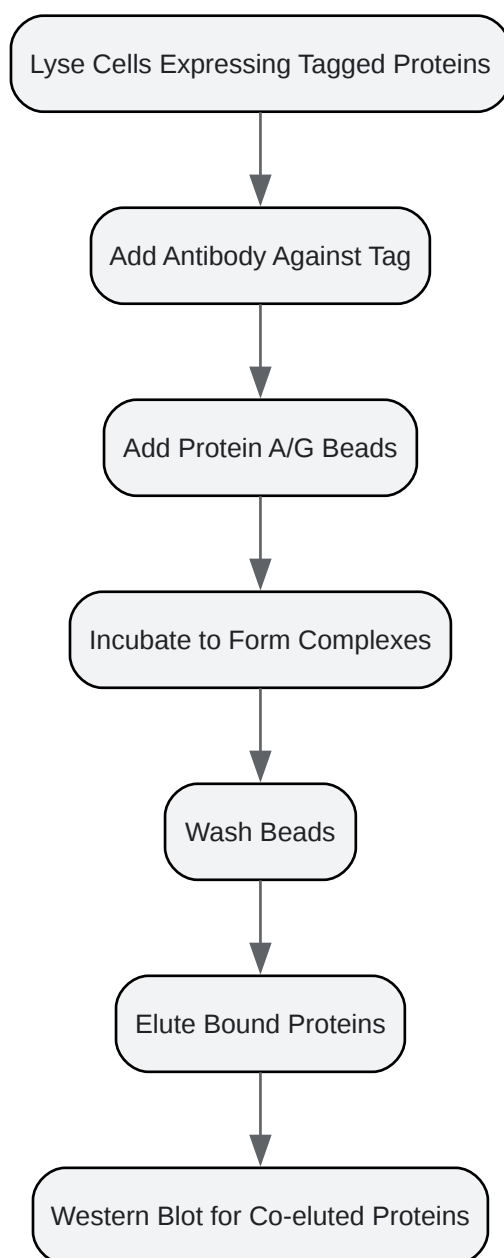 Lyse Cells Expressing Tagged Proteins
Add Antibody Against Tag
Add Protein A/G Beads
Incubate to Form Complexes
Wash Beads
Elute Bound Proteins
Western Blot for Co-eluted Proteins